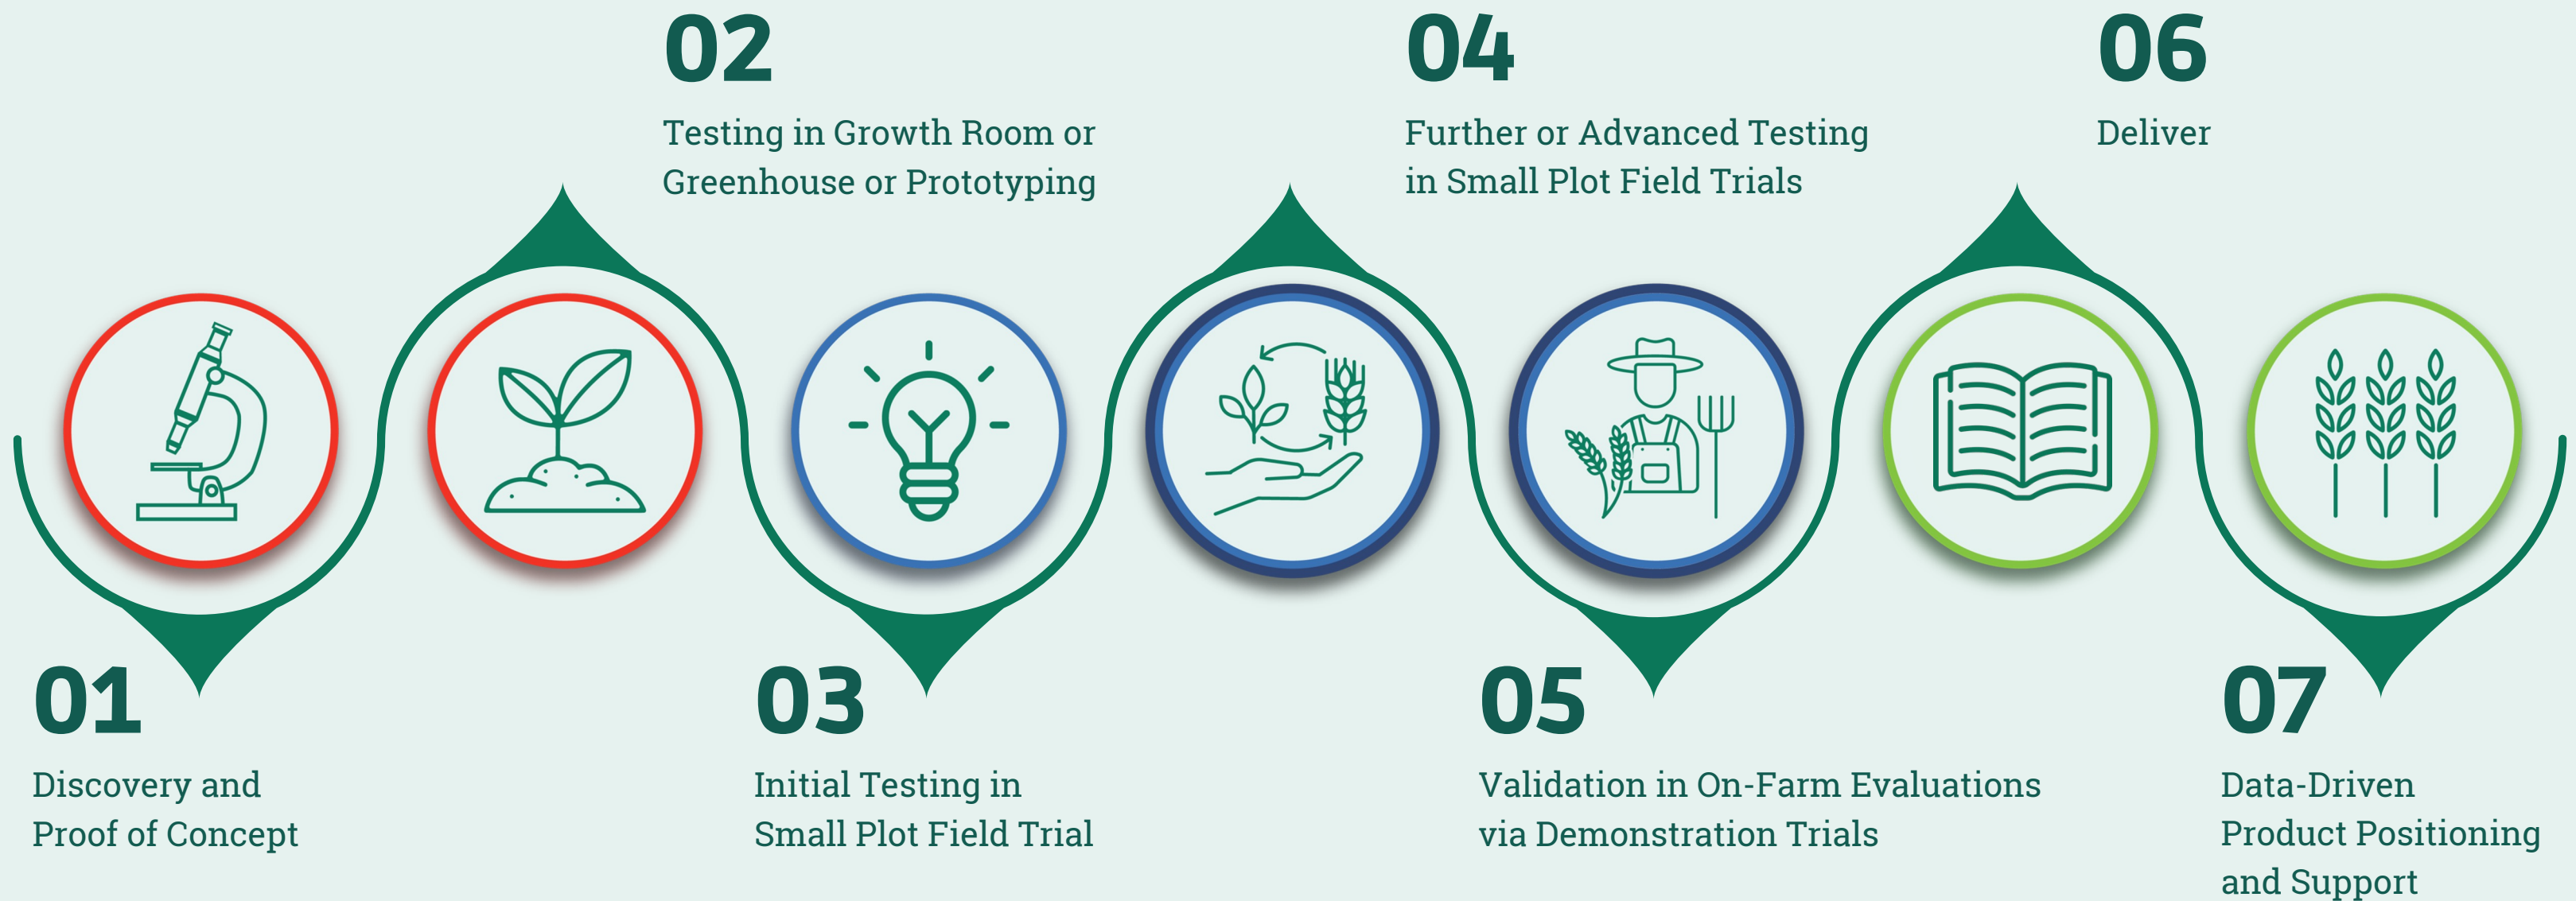 01
Discovery and
Proof of Concept
02
Testing in Growth Room or
Greenhouse or Prototyping
03
Initial Testing in
Small Plot Field Trial
04
Further or Advanced Testing
in Small Plot Field Trials
05
Validation in On-Farm Evaluations
via Demonstration Trials
06
Deliver
07
Data-Driven
Product Positioning
and Support